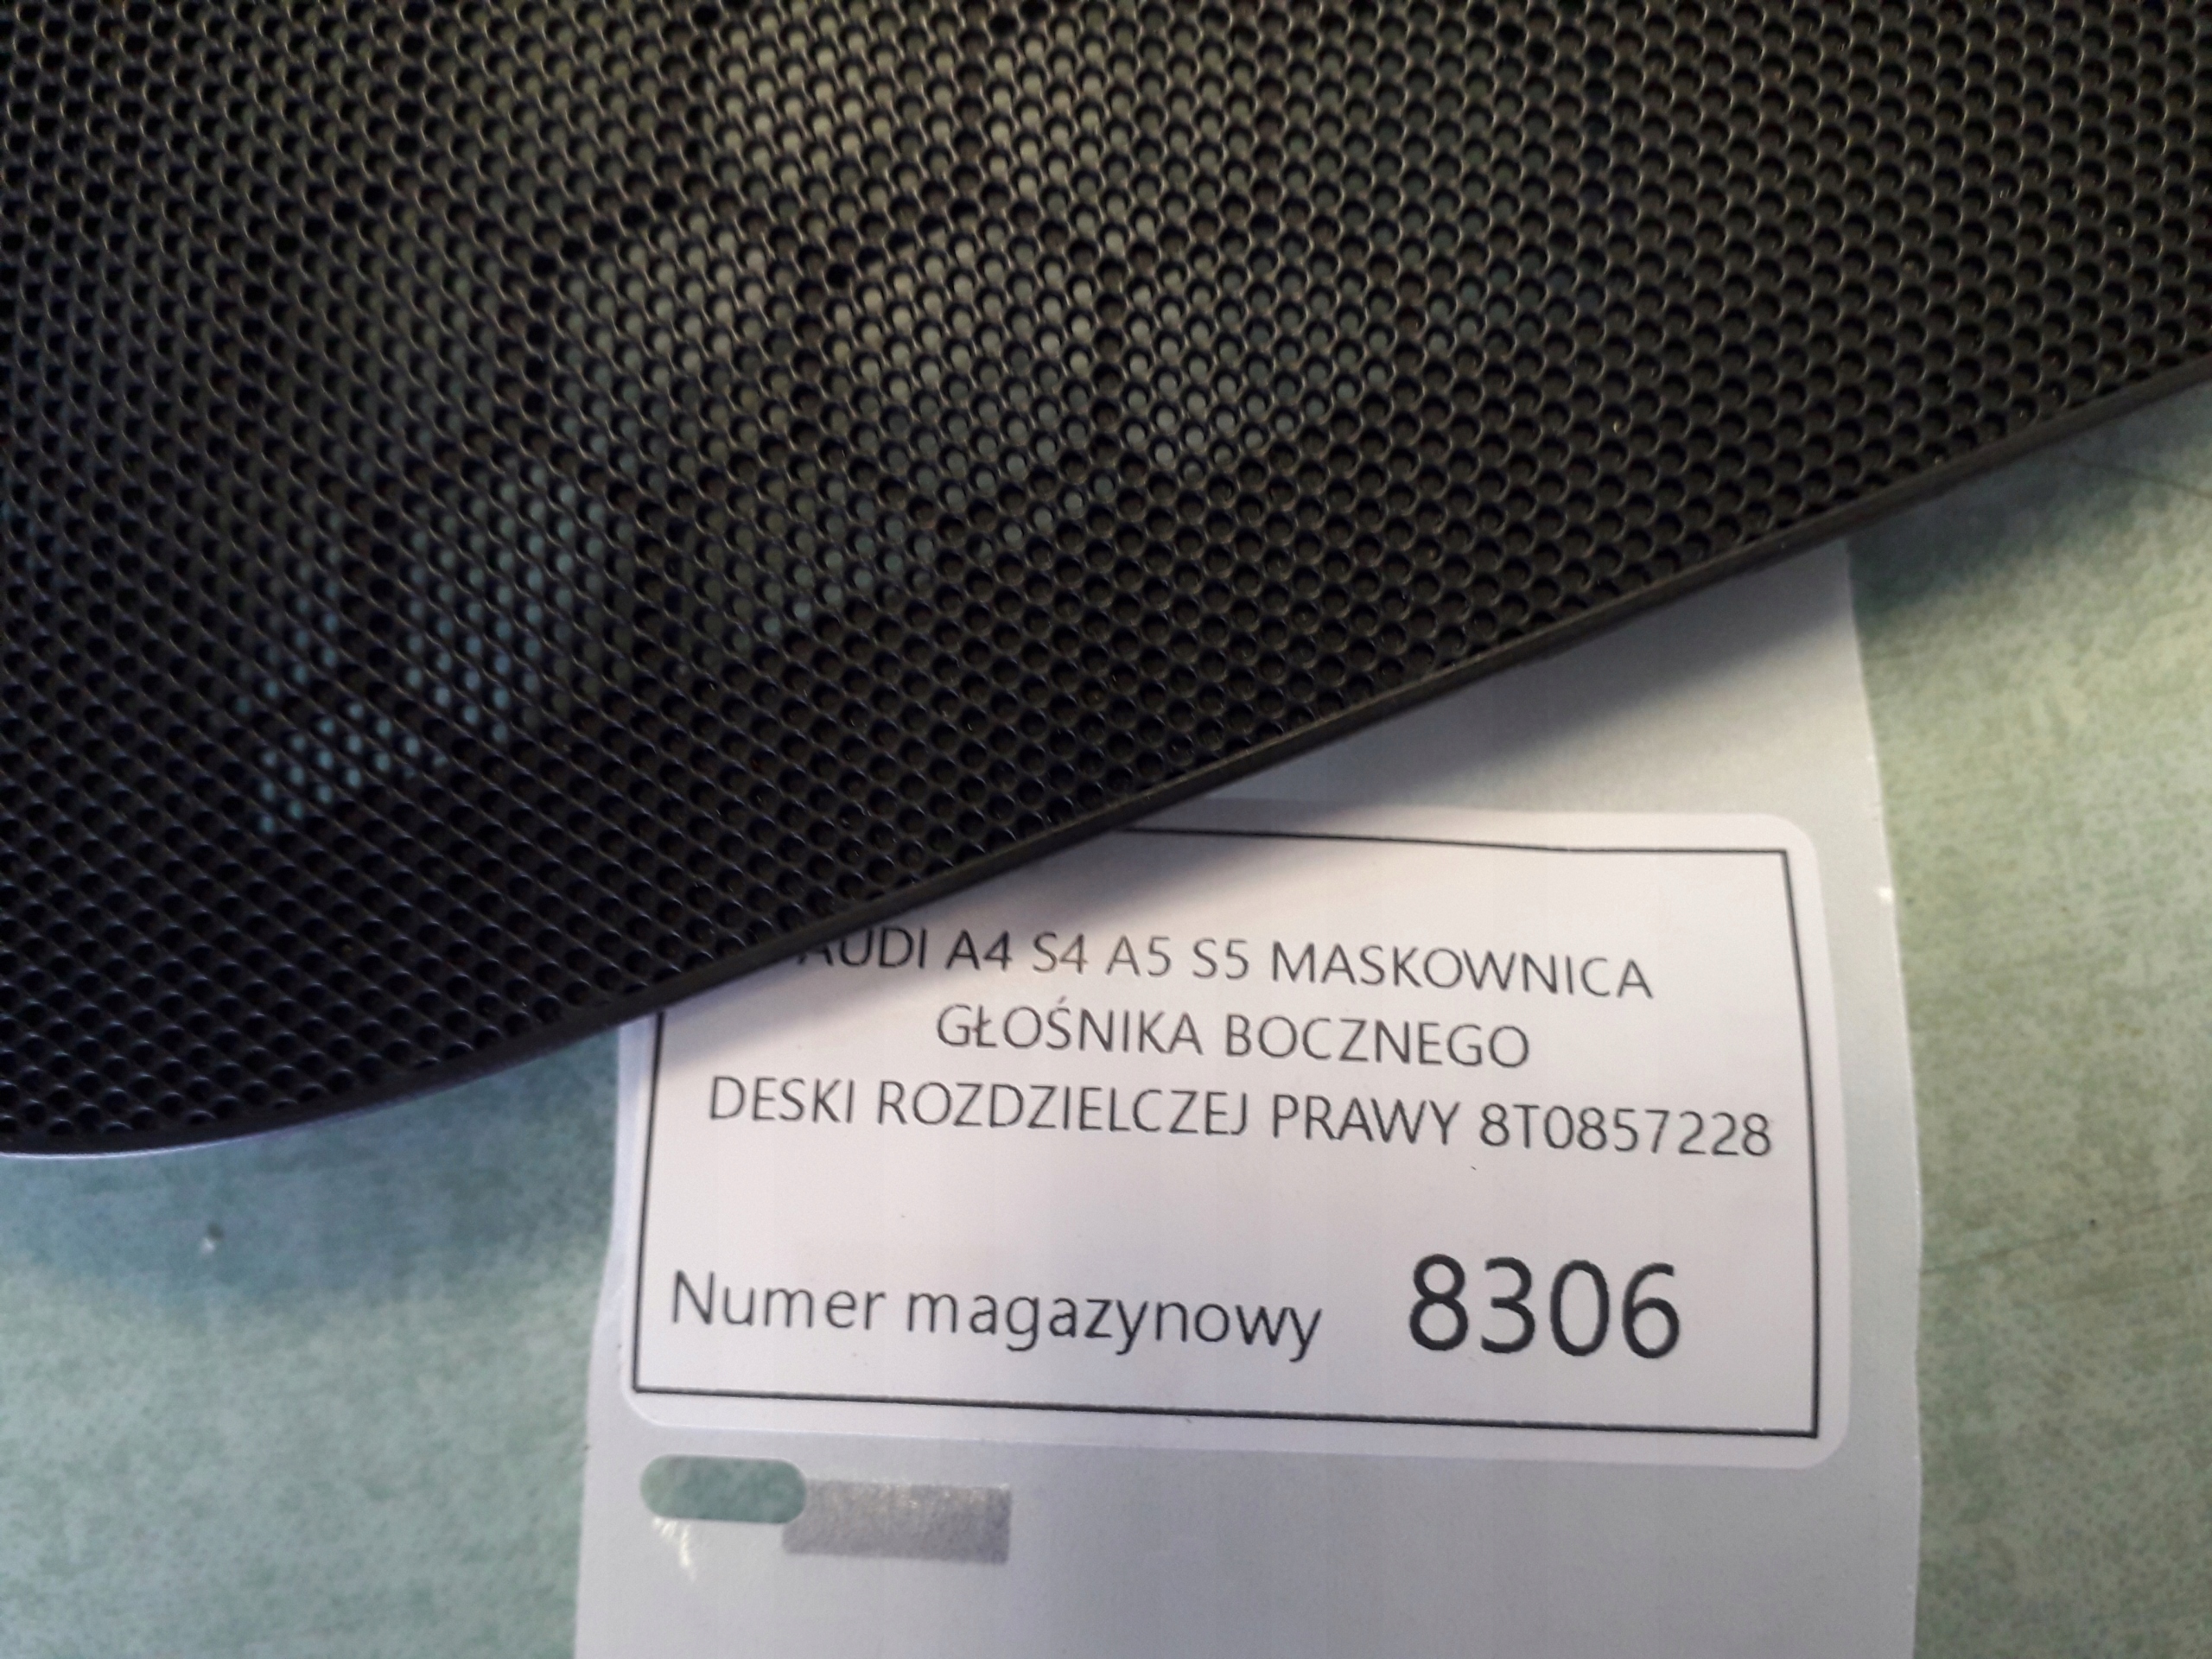 AUDI A4 S4 A5 S5 MASKOWNICA
GŁOŚNIKA BOCZNEGO
DESKI ROZDZIELCZEJ PRAWY 8T0857228
Numer magazynowy 8306